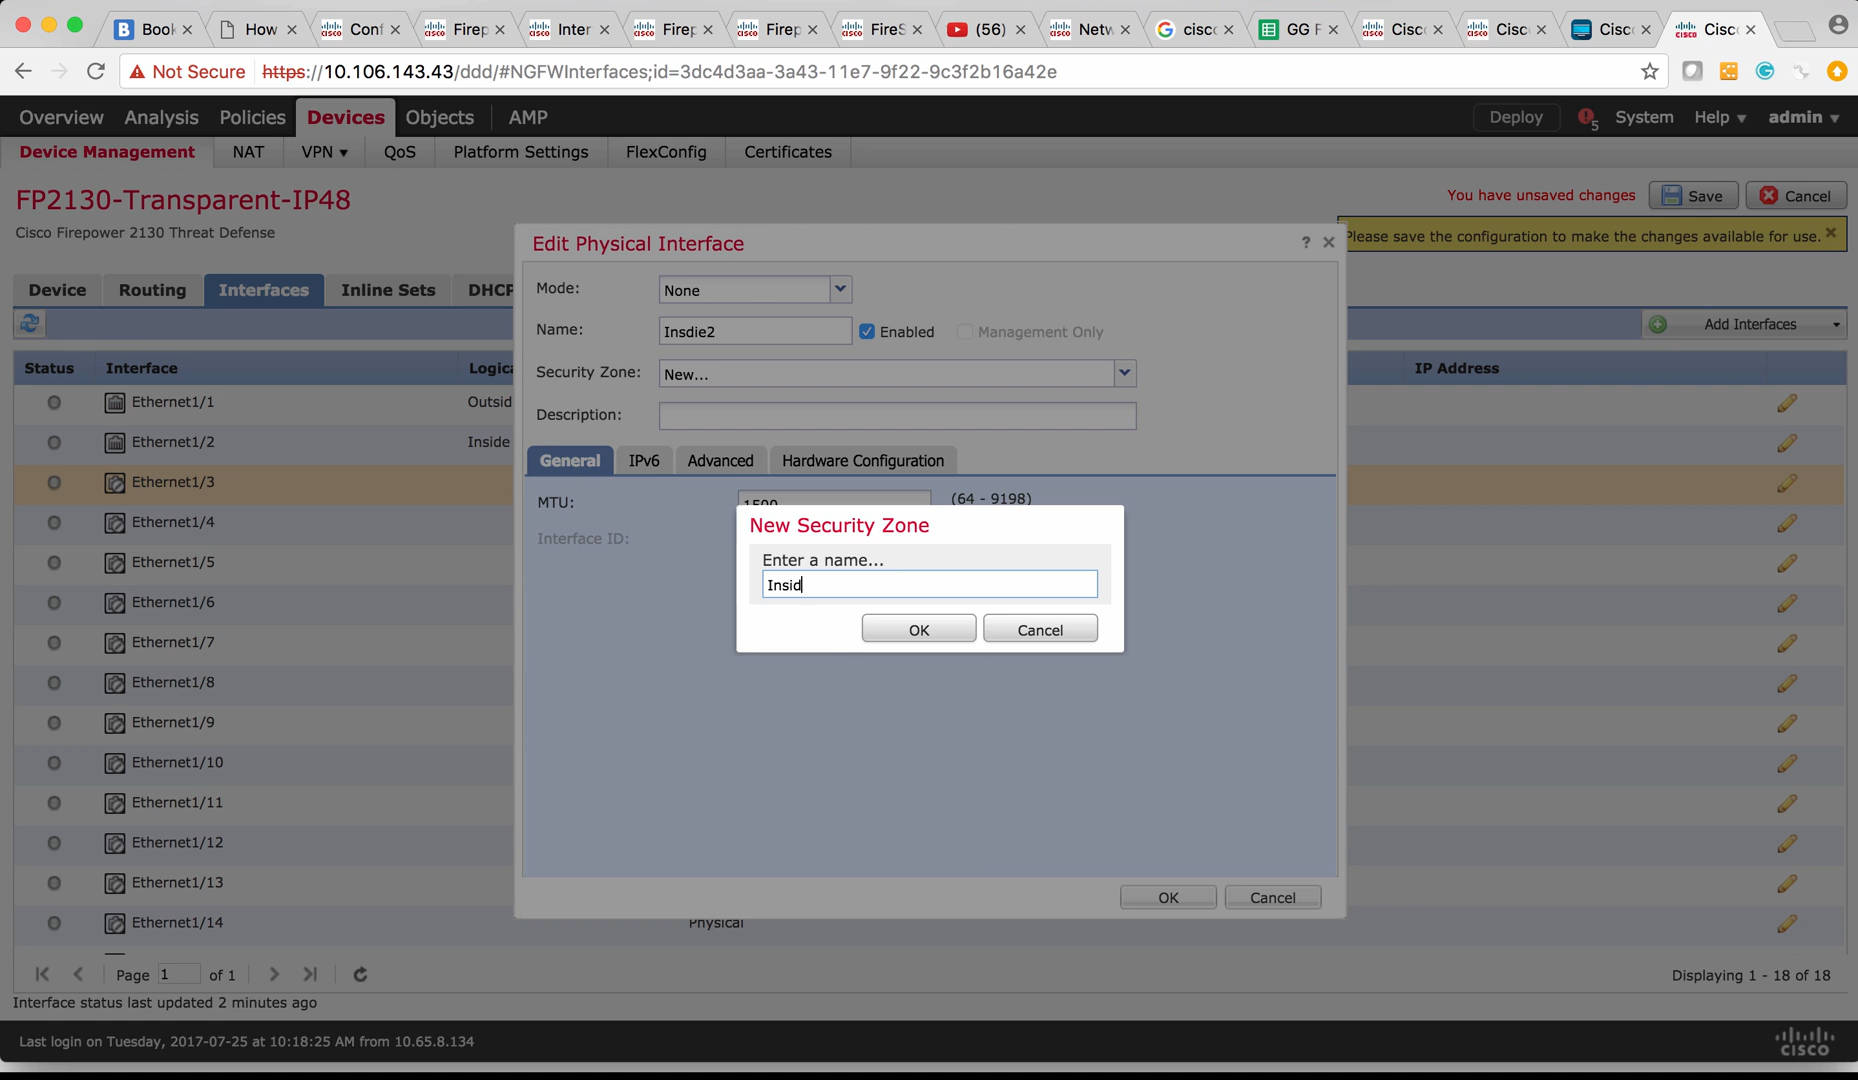 Book
How
Conf
Firep
Inter
Firep
Firep
FireS
(56)
Netw
cisco
GG F
Cisc
Cisc
Cisc
Cisc
Not Secure https://10.106.143.43/ddd/#NGFWInterfaces;id=3dc4d3aa-3a43-11e7-9f22-9c3f2b16a42e
Overview Analysis Policies Devices Objects AMP Deploy 5 System Help admin
Device Management NAT VPN QoS Platform Settings FlexConfig Certificates
FP2130-Transparent-IP48
You have unsaved changes Save Cancel
Cisco Firepower 2130 Threat Defense
Please save the configuration to make the changes available for use.
Device Routing Interfaces Inline Sets DHCP
Add Interfaces
Status Interface Logica IP Address
Ethernet1/1 Outsid
Ethernet1/2 Inside
Ethernet1/3
Ethernet1/4
Ethernet1/5
Ethernet1/6
Ethernet1/7
Ethernet1/8
Ethernet1/9
Ethernet1/10
Ethernet1/11
Ethernet1/12
Ethernet1/13
Ethernet1/14 Physical
Edit Physical Interface ?
Mode: None
Name: Insdie2 Enabled Management Only
Security Zone: New...
Description:
General IPv6 Advanced Hardware Configuration
MTU: 1500 (64 - 9198)
Interface ID:
New Security Zone
Enter a name...
Insid
OK Cancel
OK Cancel
Page 1 of 1 Displaying 1 - 18 of 18
Interface status last updated 2 minutes ago
Last login on Tuesday, 2017-07-25 at 10:18:25 AM from 10.65.8.134
CISCO